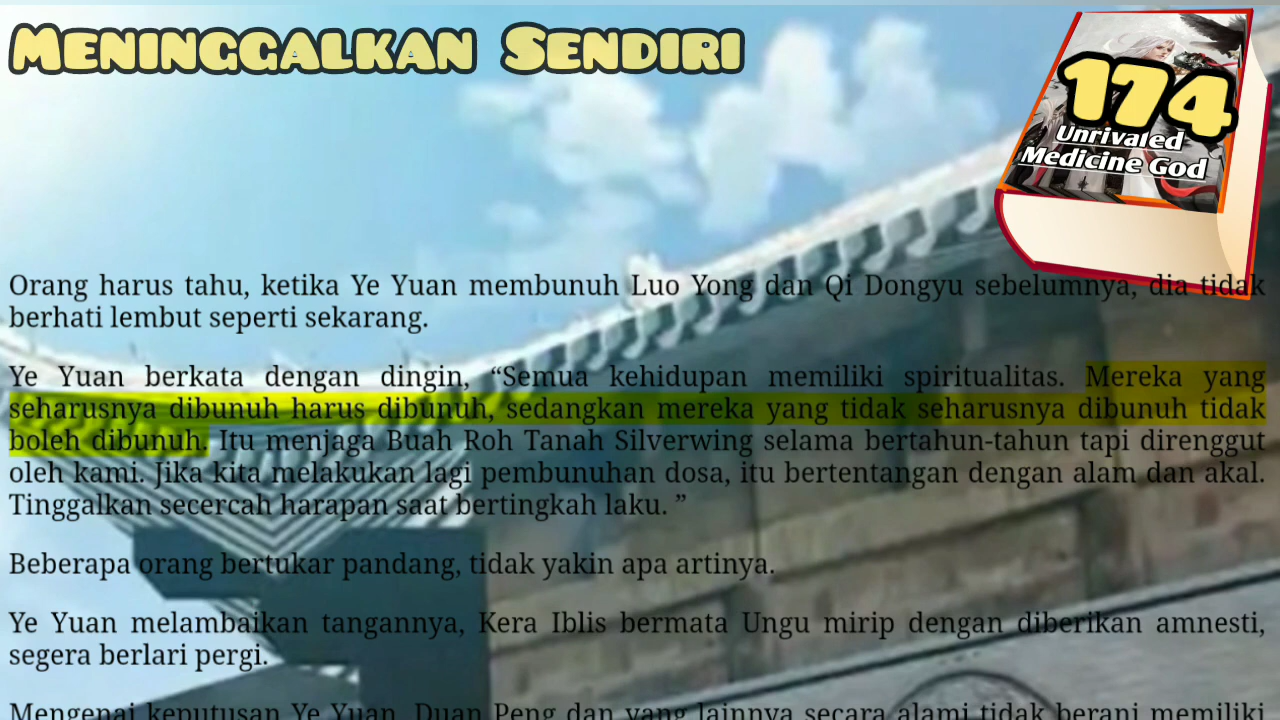 Meninggalkan Sendiri
174
Unrivaled
Medicine God
Orang harus tahu, ketika Ye Yuan membunuh Luo Yong dan Qi Dongyu sebelumnya, dia tidak
berhati lembut seperti sekarang.
Ye Yuan berkata dengan dingin, “Semua kehidupan memiliki spiritualitas. Mereka yang
seharusnya dibunuh harus dibunuh, sedangkan mereka yang tidak seharusnya dibunuh tidak
boleh dibunuh. Itu menjaga Buah Roh Tanah Silverwing selama bertahun-tahun tapi direnggut
oleh kami. Jika kita melakukan lagi pembunuhan dosa, itu bertentangan dengan alam dan akal.
Tinggalkan secercah harapan saat bertingkah laku. ”
Beberapa orang bertukar pandang, tidak yakin apa artinya.
Ye Yuan melambaikan tangannya, Kera Iblis bermata Ungu mirip dengan diberikan amnesti,
segera berlari pergi.
Mengenai keputusan Ye Yuan, Duan Peng dan yang lainnya secara alami tidak berani memiliki